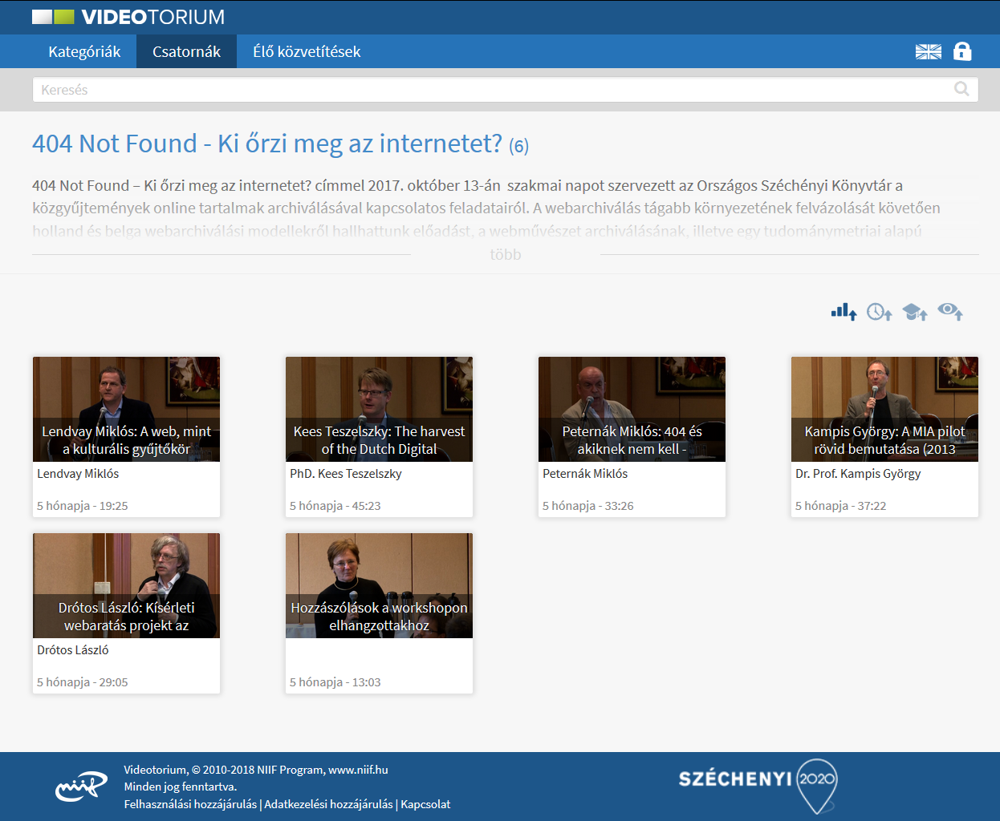 VIDEOTORIUM
Kategóriák Csatornák Élő közvetítések
Keresés
404 Not Found - Ki őrzi meg az internetet? (6)
404 Not Found – Ki őrzi meg az internetet? címmel 2017. október 13-án szakmai napot szervezett az Országos Széchényi Könyvtár a
közgyűjtemények online tartalmak archiválásával kapcsolatos feladatairól. A webarchiválás tágabb környezetének felvázolását követően
holland és belga webarchiválási modellekről hallhattunk előadást, a webművészet archiválásának, illetve egy tudománymetriai alapú
több
Lendvay Miklós: A web, mint
a kulturális gyűjtőkör
Lendvay Miklós
5 hónapja - 19:25
Kees Teszelszky: The harvest
of the Dutch Digital
PhD. Kees Teszelszky
5 hónapja - 45:23
Peternák Miklós: 404 és
akiknek nem kell -
Peternák Miklós
5 hónapja - 33:26
Kampis György: A MIA pilot
rövid bemutatása (2013
Dr. Prof. Kampis György
5 hónapja - 37:22
Drótos László: Kísérleti
webaratás projekt az
Drótos László
5 hónapja - 29:05
Hozzászólások a workshopon
elhangzottakhoz
5 hónapja - 13:03
niif
Videotorium, © 2010-2018 NIIF Program, www.niif.hu
Minden jog fenntartva.
Felhasználási hozzájárulás | Adatkezelési hozzájárulás | Kapcsolat
SZÉCHENYI 2020